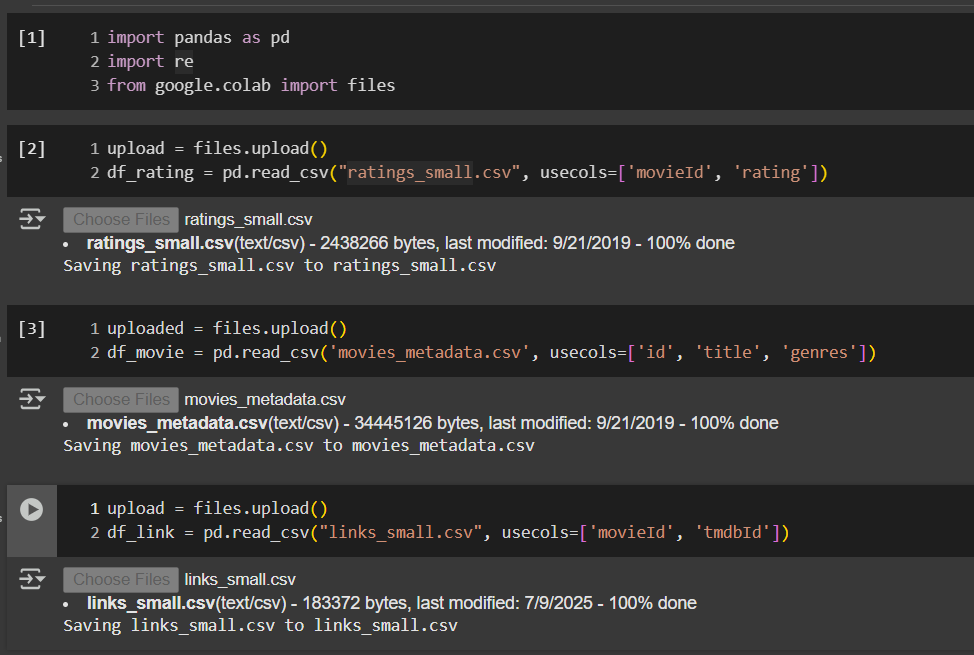 [1] 1 import pandas as pd
2 import re
3 from google.colab import files
[2] 1 upload = files.upload()
2 df_rating = pd.read_csv("ratings_small.csv", usecols=['movieId', 'rating'])
Choose Files ratings_small.csv
• ratings_small.csv(text/csv) - 2438266 bytes, last modified: 9/21/2019 - 100% done
Saving ratings_small.csv to ratings_small.csv
[3] 1 uploaded = files.upload()
2 df_movie = pd.read_csv('movies_metadata.csv', usecols=['id', 'title', 'genres'])
Choose Files movies_metadata.csv
• movies_metadata.csv(text/csv) - 34445126 bytes, last modified: 9/21/2019 - 100% done
Saving movies_metadata.csv to movies_metadata.csv
1 upload = files.upload()
2 df_link = pd.read_csv("links_small.csv", usecols=['movieId', 'tmdbId'])
Choose Files links_small.csv
• links_small.csv(text/csv) - 183372 bytes, last modified: 7/9/2025 - 100% done
Saving links_small.csv to links_small.csv